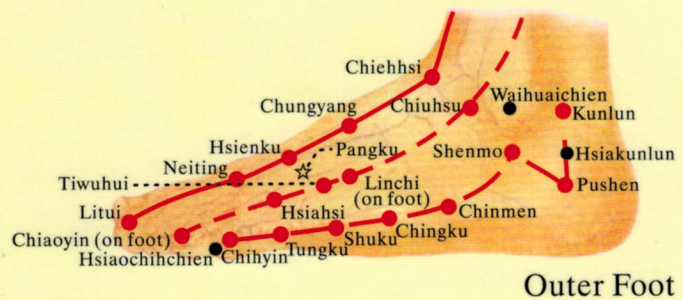 Chiehhsi
Waihuaichien
Chungyang
Chiuhsu
Kunlun
Hsienku
Pangku
Shenmo
Hsiakunlun
Neiting
Tiwuhui
Linchi
(on foot)
Pushen
Litui
Hsiahsi
Chinmen
Chiaoyin (on foot)
Chingku
Shuku
Tungku
Hsiaochihchien
Chihyin
Outer Foot